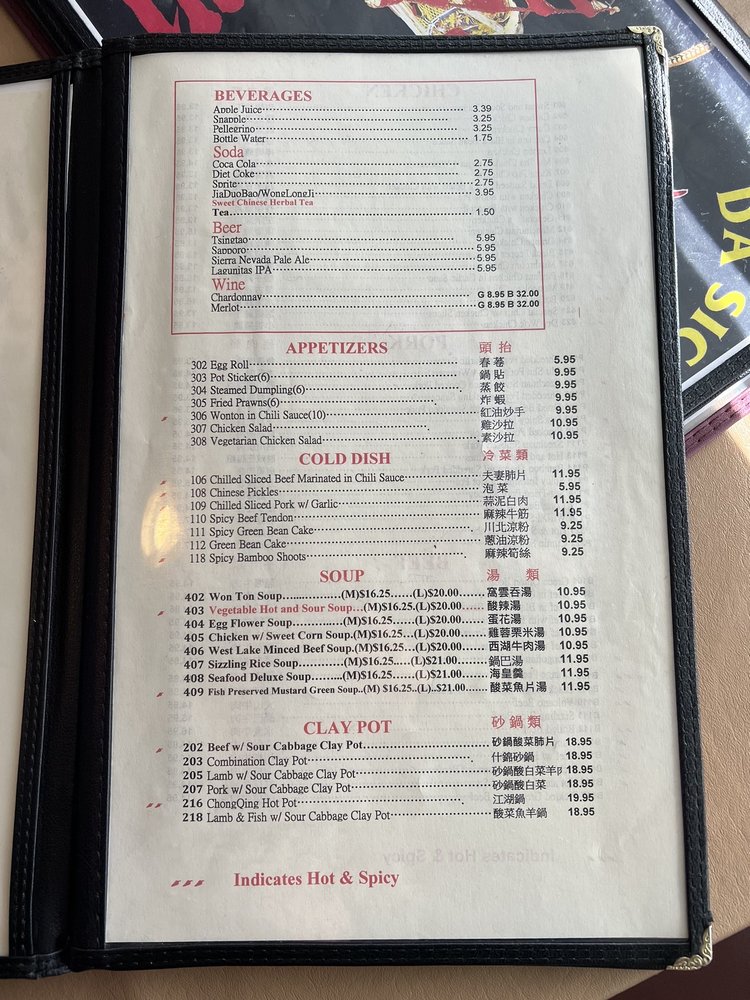 DA SIC
BEVERAGES
Apple Juice 3.39
Snapple 3.25
Pellegrino 3.25
Bottle Water 1.75
Soda
Coca Cola 2.75
Diet Coke 2.75
Sprite 2.75
JiaDuoBao/WongLongJi 3.95
Sweet Chinese Herbal Tea
Tea 1.50
Beer
Tsingtao 5.95
Sapporo 5.95
Sierra Nevada Pale Ale 5.95
Lagunitas IPA 5.95
Wine
Chardonnay G 8.95 B 32.00
Merlot G 8.95 B 32.00
APPETIZERS 頭 抬
302 Egg Roll 春 卷 5.95
303 Pot Sticker(6) 鍋 貼 9.95
304 Steamed Dumpling(6) 蒸 餃 9.95
305 Fried Prawns(6) 炸 蝦 9.95
306 Wonton in Chili Sauce(10) 紅油炒手 9.95
307 Chicken Salad 雞沙拉 10.95
308 Vegetarian Chicken Salad 素沙拉 10.95
COLD DISH 冷 菜 類
106 Chilled Sliced Beef Marinated in Chili Sauce 夫妻肺片 11.95
108 Chinese Pickles 泡 菜 5.95
109 Chilled Sliced Pork w/ Garlic 蒜泥白肉 11.95
110 Spicy Beef Tendon 麻辣牛筋 11.95
111 Spicy Green Bean Cake 川北涼粉 9.25
112 Green Bean Cake 蔥油涼粉 9.25
118 Spicy Bamboo Shoots 麻辣筍絲 9.25
SOUP 湯 類
402 Won Ton Soup (M)$16.25 (L)$20.00 窩雲吞湯 10.95
403 Vegetable Hot and Sour Soup (M)$16.25 (L)$20.00 酸辣湯 10.95
404 Egg Flower Soup (M)$16.25 (L)$20.00 蛋花湯 10.95
405 Chicken w/ Sweet Corn Soup (M)$16.25 (L)$20.00 雞蓉栗米湯 10.95
406 West Lake Minced Beef Soup (M)$16.25 (L)$20.00 西湖牛肉湯 10.95
407 Sizzling Rice Soup (M)$16.25 (L)$21.00 鍋巴湯 11.95
408 Seafood Deluxe Soup (M)$16.25 (L)$21.00 海皇羹 11.95
409 Fish Preserved Mustard Green Soup (M) $16.25 (L) $21.00 酸菜魚片湯 11.95
CLAY POT 砂 鍋 類
202 Beef w/ Sour Cabbage Clay Pot 砂鍋酸菜肺片 18.95
203 Combination Clay Pot 什錦砂鍋 18.95
205 Lamb w/ Sour Cabbage Clay Pot 砂鍋酸白菜羊肉 18.95
207 Pork w/ Sour Cabbage Clay Pot 砂鍋酸白菜 18.95
216 ChongQing Hot Pot 江湖鍋 19.95
218 Lamb & Fish w/ Sour Cabbage Clay Pot 酸菜魚羊鍋 18.95
Indicates Hot & Spicy